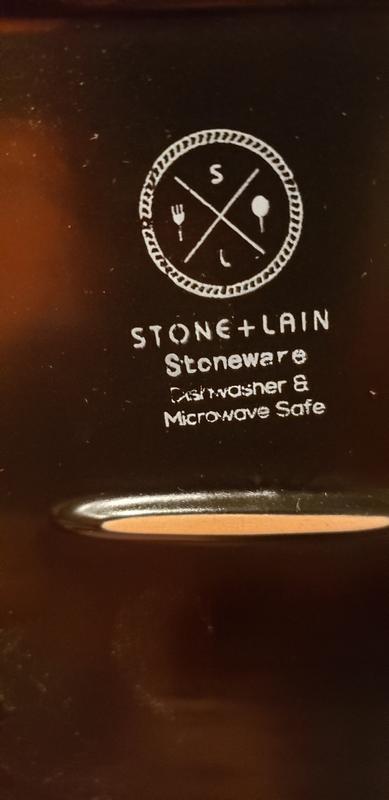 S
L
STONE+LAIN
Stoneware
Dishwasher &
Microwave Safe